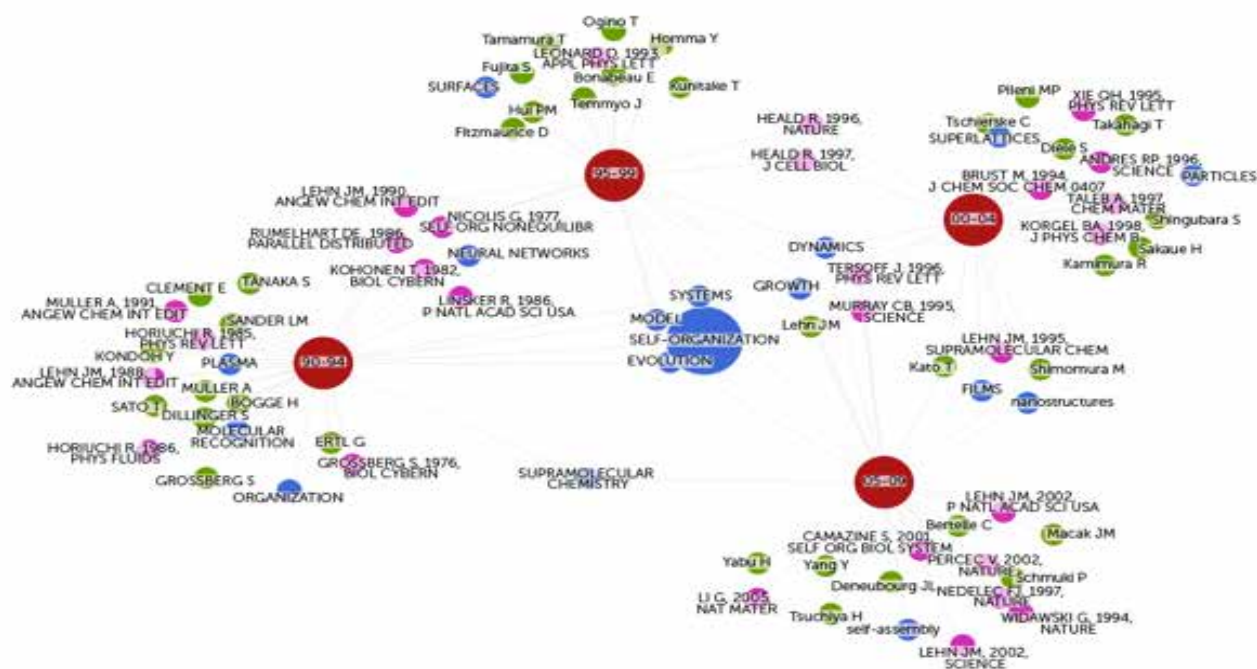 Ogino T
Tamamura T
Homma Y
LEONARD D, 1993,
APPL PHYS LETT
Fujita S
Bonabeau E
SURFACES
Kunitake T
Temmyo J
Hui PM
Fitzmaurice D
95-99
HEALD R, 1996,
NATURE
HEALD R, 1997,
J CELL BIOL
Pileni MP
XIE QH, 1995,
PHYS REV LETT
Tschierske C
Takahagi T
SUPERLATTICES
Diele S
ANDRES RP, 1996,
SCIENCE
PARTICLES
BRUST M, 1994,
J CHEM SOC CHEM 0407
TALEB A, 1997,
CHEM MATER
Shingubara S
00-04
KORGEL BA, 1998,
J PHYS CHEM B
Sakaue H
Kamimura R
LEHN JM, 1990,
ANGEW CHEM INT EDIT
NICOLIS G, 1977,
SELF ORG NONEQUILIBR
RUMELHART DE, 1986,
PARALLEL DISTRIBUTED
NEURAL NETWORKS
KOHONEN T, 1982,
BIOL CYBERN
LINSKER R, 1986,
P NATL ACAD SCI USA
DYNAMICS
TERSOFF J, 1996,
PHYS REV LETT
GROWTH
SYSTEMS
MURRAY CB, 1995,
SCIENCE
MODEL
Lehn JM
SELF-ORGANIZATION
EVOLUTION
TANAKA S
CLEMENT E
MULLER A, 1991,
ANGEW CHEM INT EDIT
SANDER LM
HORIUCHI R, 1985,
PHYS REV LETT
KONDOH Y
PLASMA
90-94
LEHN JM, 1988,
ANGEW CHEM INT EDIT
MULLER A
SATO T
BOGGE H
DILLINGER S
MOLECULAR
RECOGNITION
HORIUCHI R, 1986,
PHYS FLUIDS
ERTL G
GROSSBERG S, 1976,
BIOL CYBERN
GROSSBERG S
ORGANIZATION
LEHN JM, 1995,
SUPRAMOLECULAR CHEM
Kato T
Shimomura M
FILMS
nanostructures
SUPRAMOLECULAR
CHEMISTRY
05-09
LEHN JM, 2002,
P NATL ACAD SCI USA
Bertelle C
Macak JM
CAMAZINE S, 2001,
SELF ORG BIOL SYSTEM
PERCEC V, 2002,
NATURE
Yabu H
Yang Y
Schmuki P
Deneubourg JL
NEDELEC FJ, 1997,
NATURE
LI G, 2005,
NAT MATER
Tsuchiya H
WIDAWSKI G, 1994,
NATURE
self-assembly
LEHN JM, 2002,
SCIENCE